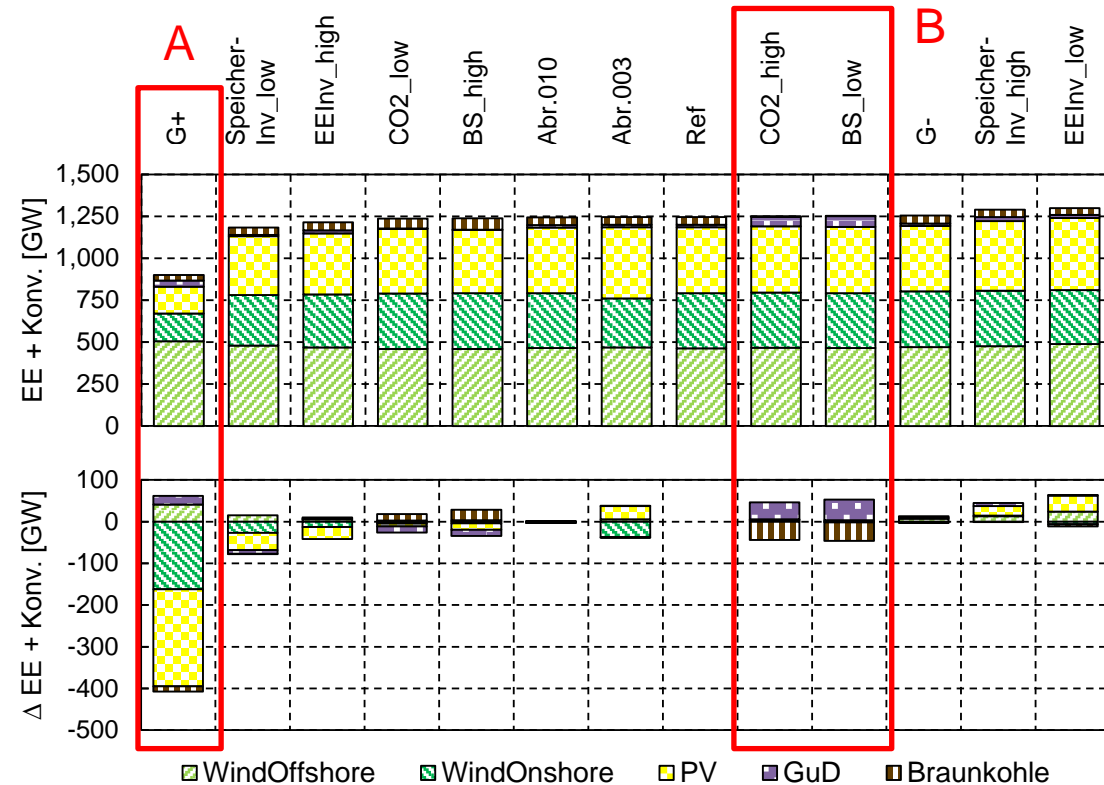 A
B
G+
Speicher-
Inv_low
EEInv_high
CO2_low
BS_high
Abr.010
Abr.003
Ref
CO2_high
BS_low
G-
Speicher-
Inv_high
EEInv_low
EE + Konv. [GW]
1,500
1,250
1,000
750
500
250
0
Δ EE + Konv. [GW]
100
0
-100
-200
-300
-400
-500
WindOffshore
WindOnshore
PV
GuD
Braunkohle